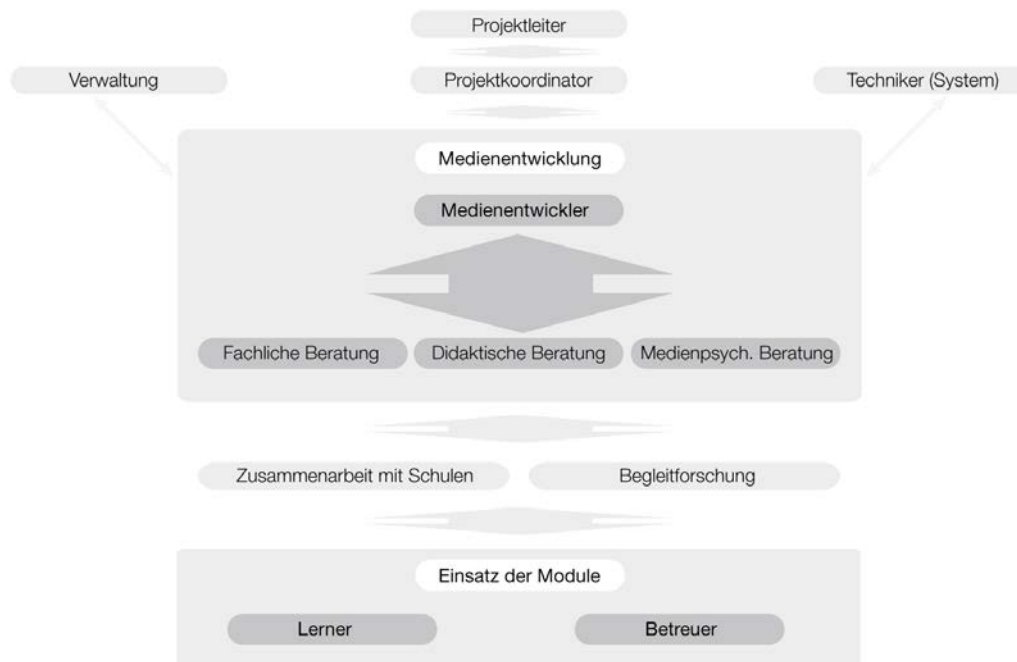 Projektleiter
Verwaltung
Projektkoordinator
Techniker (System)
Medienentwicklung
Medienentwickler
Fachliche Beratung
Didaktische Beratung
Medienpsych. Beratung
Zusammenarbeit mit Schulen
Begleitforschung
Einsatz der Module
Lerner
Betreuer